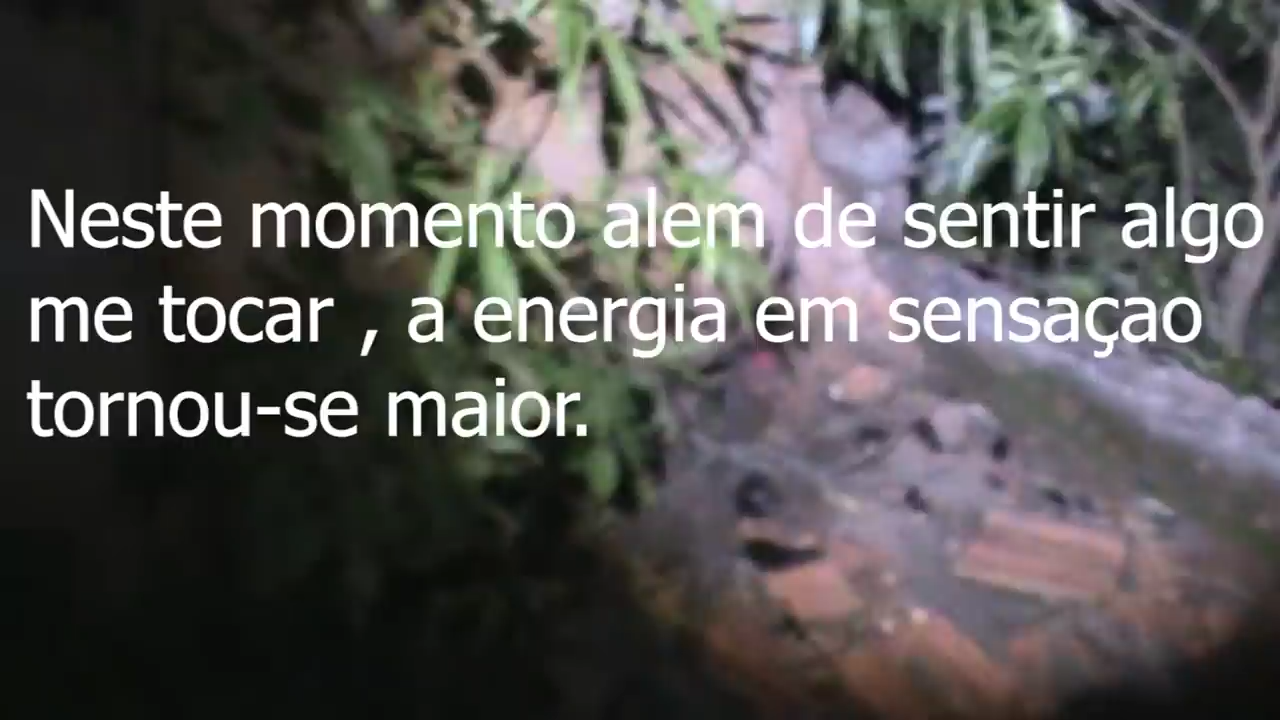 Neste momento alem de sentir algo
me tocar , a energia em sensaçao
tornou-se maior.